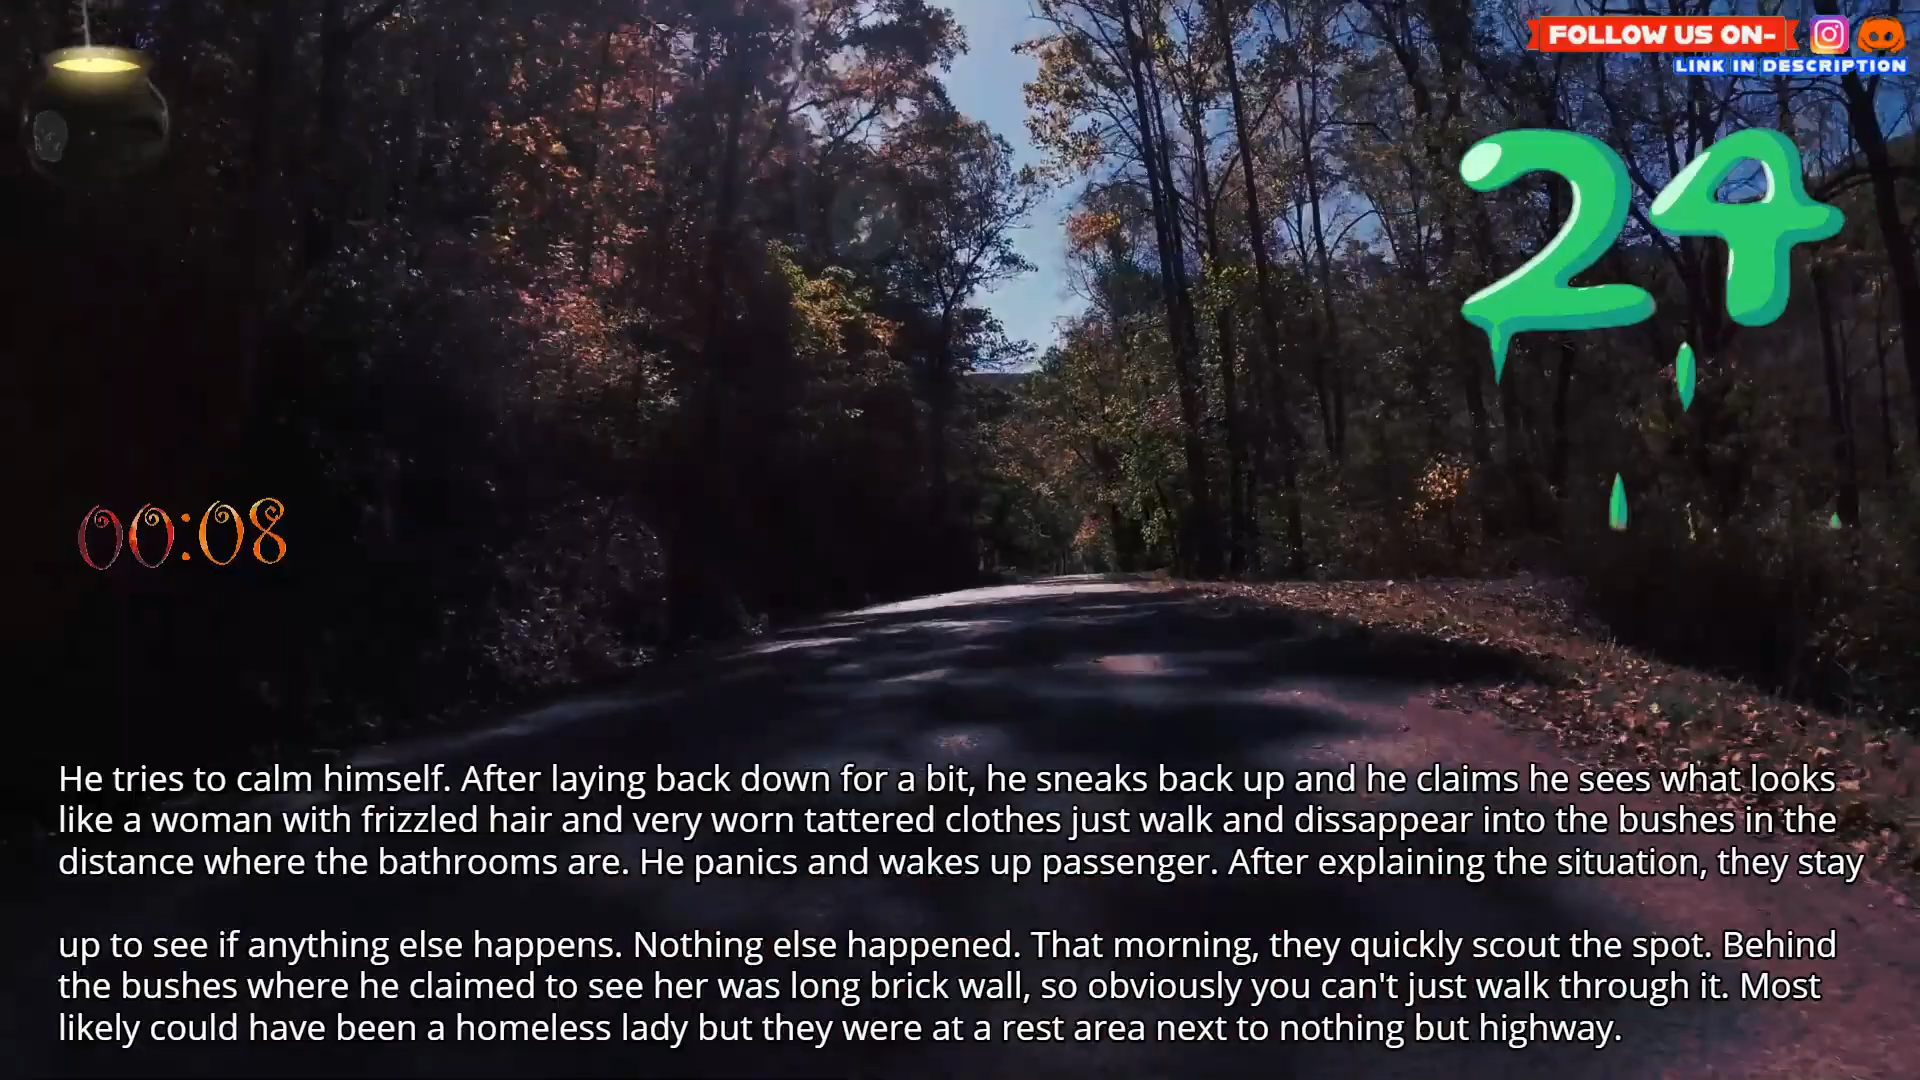 FOLLOW US ON-
LINK IN DESCRIPTION
24
00:08
He tries to calm himself. After laying back down for a bit, he sneaks back up and he claims he sees what looks
like a woman with frizzled hair and very worn tattered clothes just walk and dissappear into the bushes in the
distance where the bathrooms are. He panics and wakes up passenger. After explaining the situation, they stay
up to see if anything else happens. Nothing else happened. That morning, they quickly scout the spot. Behind
the bushes where he claimed to see her was long brick wall, so obviously you can't just walk through it. Most
likely could have been a homeless lady but they were at a rest area next to nothing but highway.